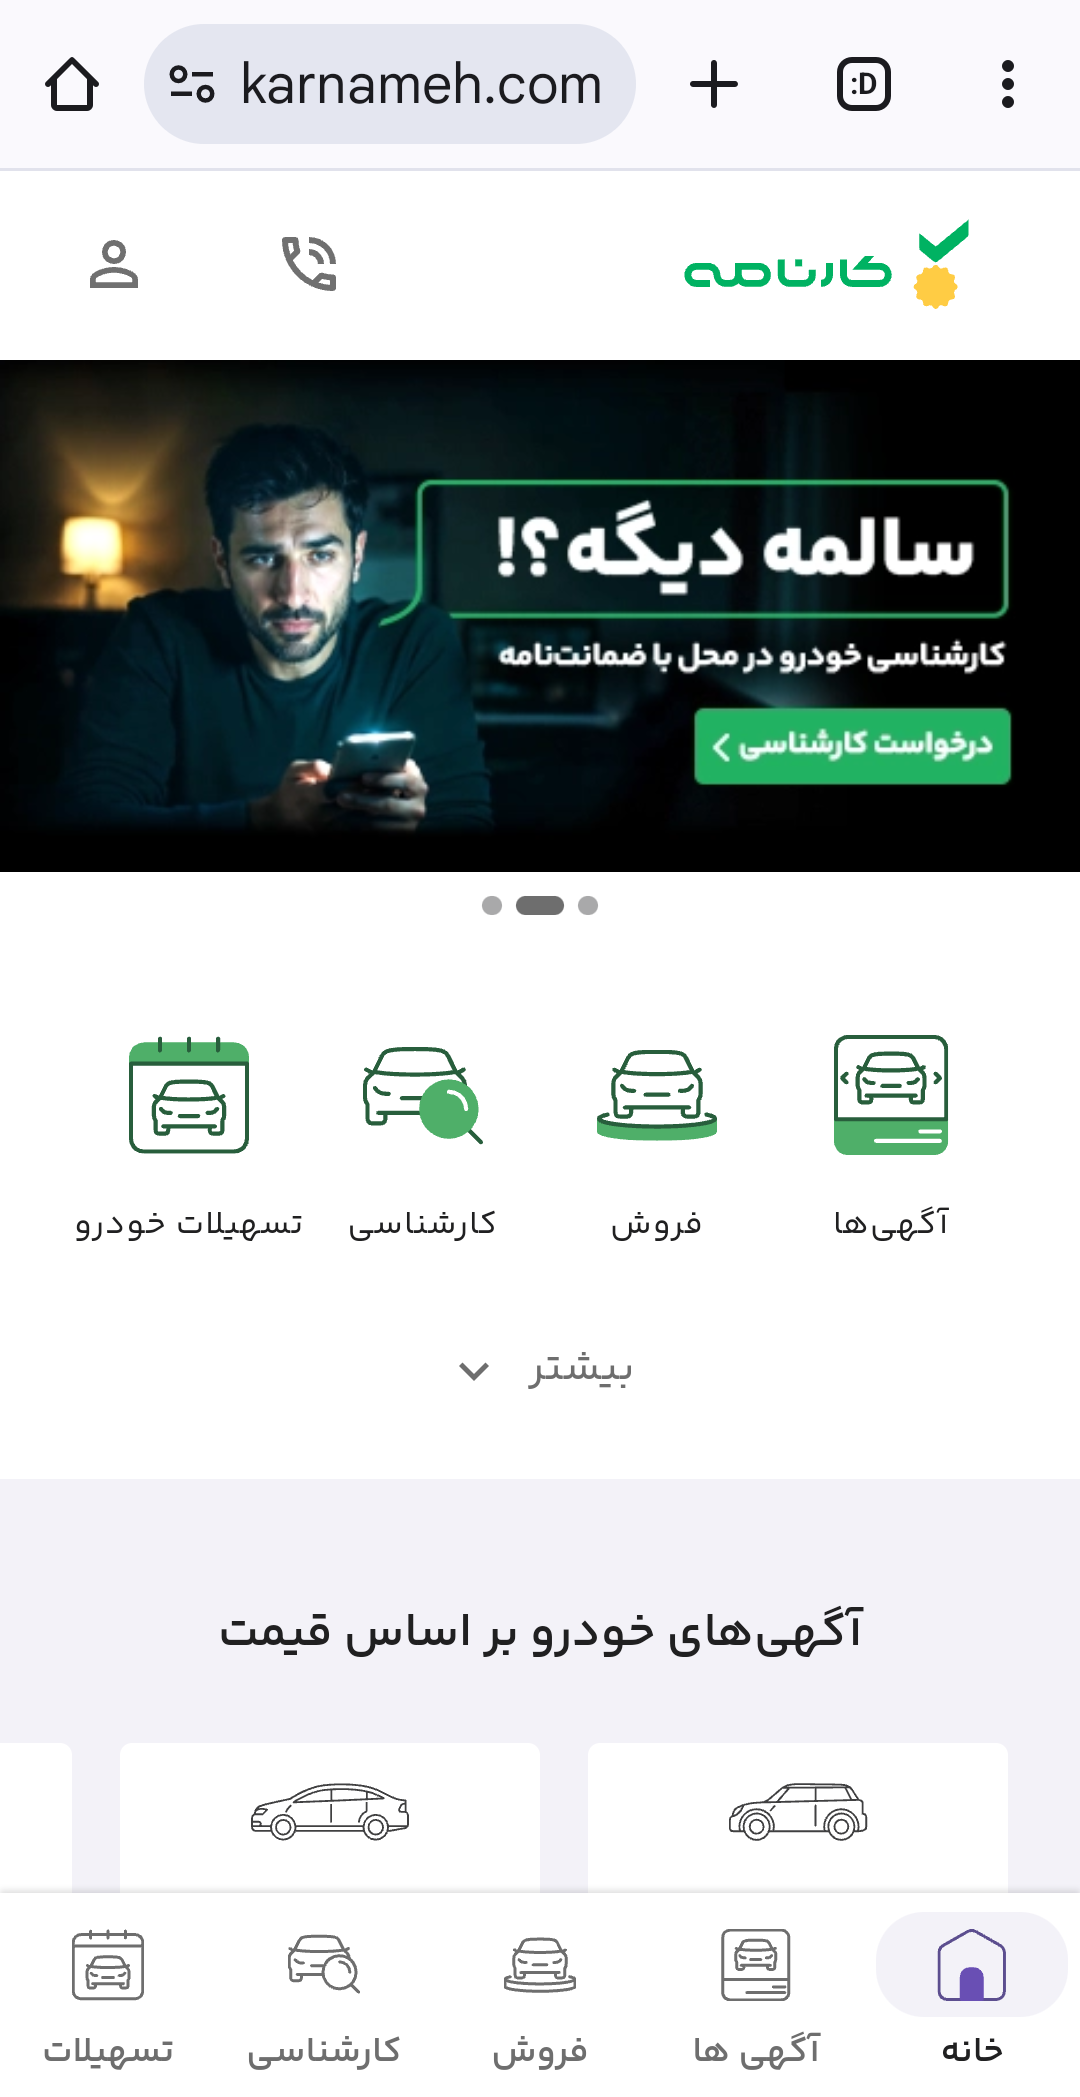 karnameh.com
:D
کارنامه
سالمه دیگه؟!
کارشناسی خودرو در محل با ضمانت‌نامه
درخواست کارشناسی
آگهی‌ها
فروش
کارشناسی
تسهیلات خودرو
بیشتر
آگهی‌های خودرو بر اساس قیمت
خانه
آگهی ها
فروش
کارشناسی
تسهیلات